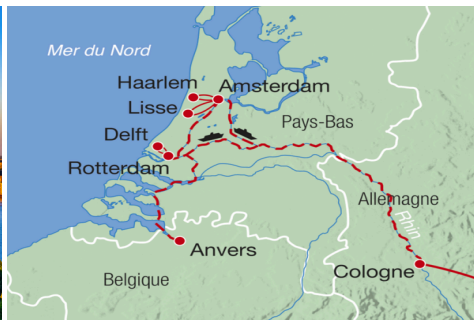 Mer du Nord
Haarlem
Amsterdam
Lisse
Pays-Bas
Delft
Rotterdam
Allemagne
Rhin
Anvers
Cologne
Belgique